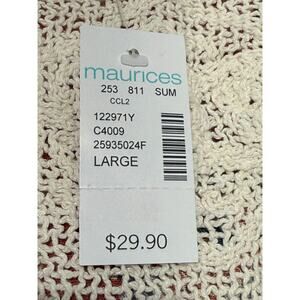 maurices
253 811 SUM
CCL2
122971Y
C4009
25935024F
LARGE
$29.90